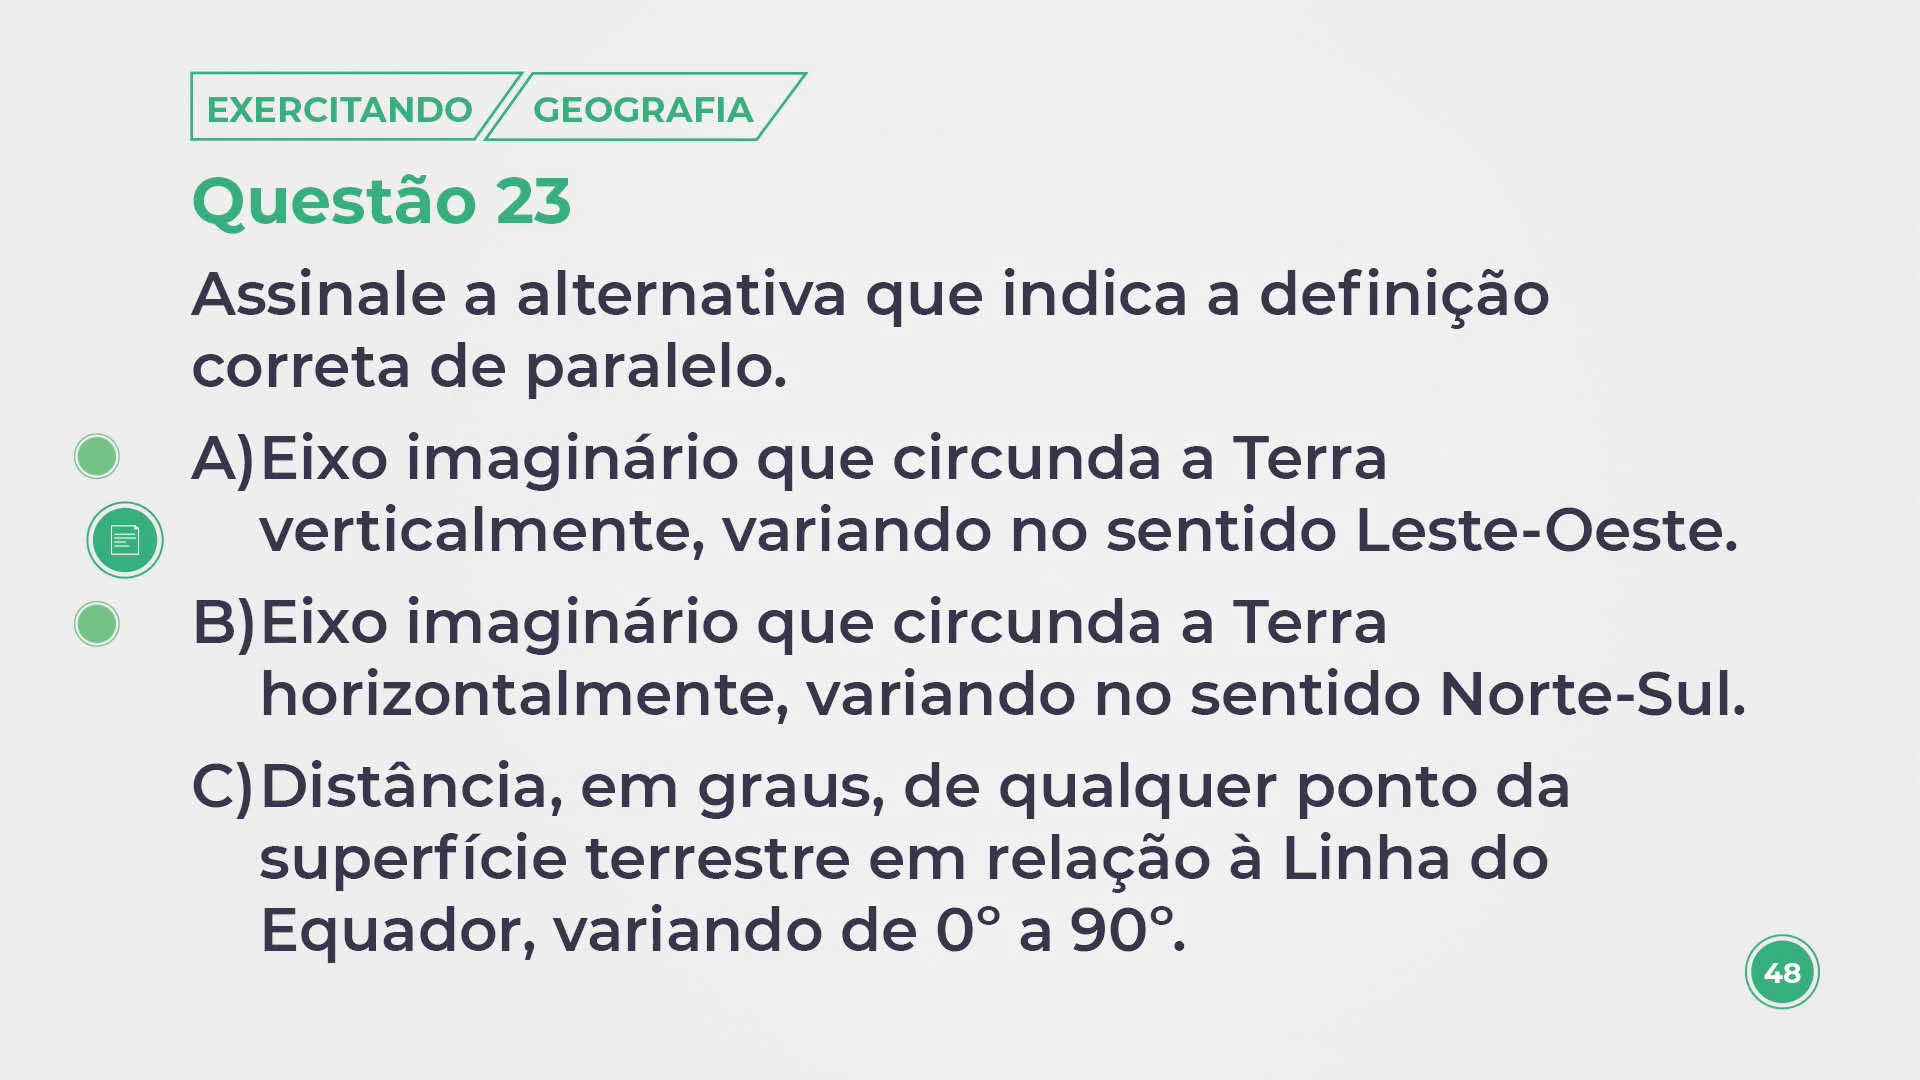 EXERCITANDO GEOGRAFIA
Questão 23
Assinale a alternativa que indica a definição
correta de paralelo.
A) Eixo imaginário que circunda a Terra
verticalmente, variando no sentido Leste-Oeste.
B) Eixo imaginário que circunda a Terra
horizontalmente, variando no sentido Norte-Sul.
C) Distância, em graus, de qualquer ponto da
superfície terrestre em relação à Linha do
Equador, variando de 0º a 90º.
48